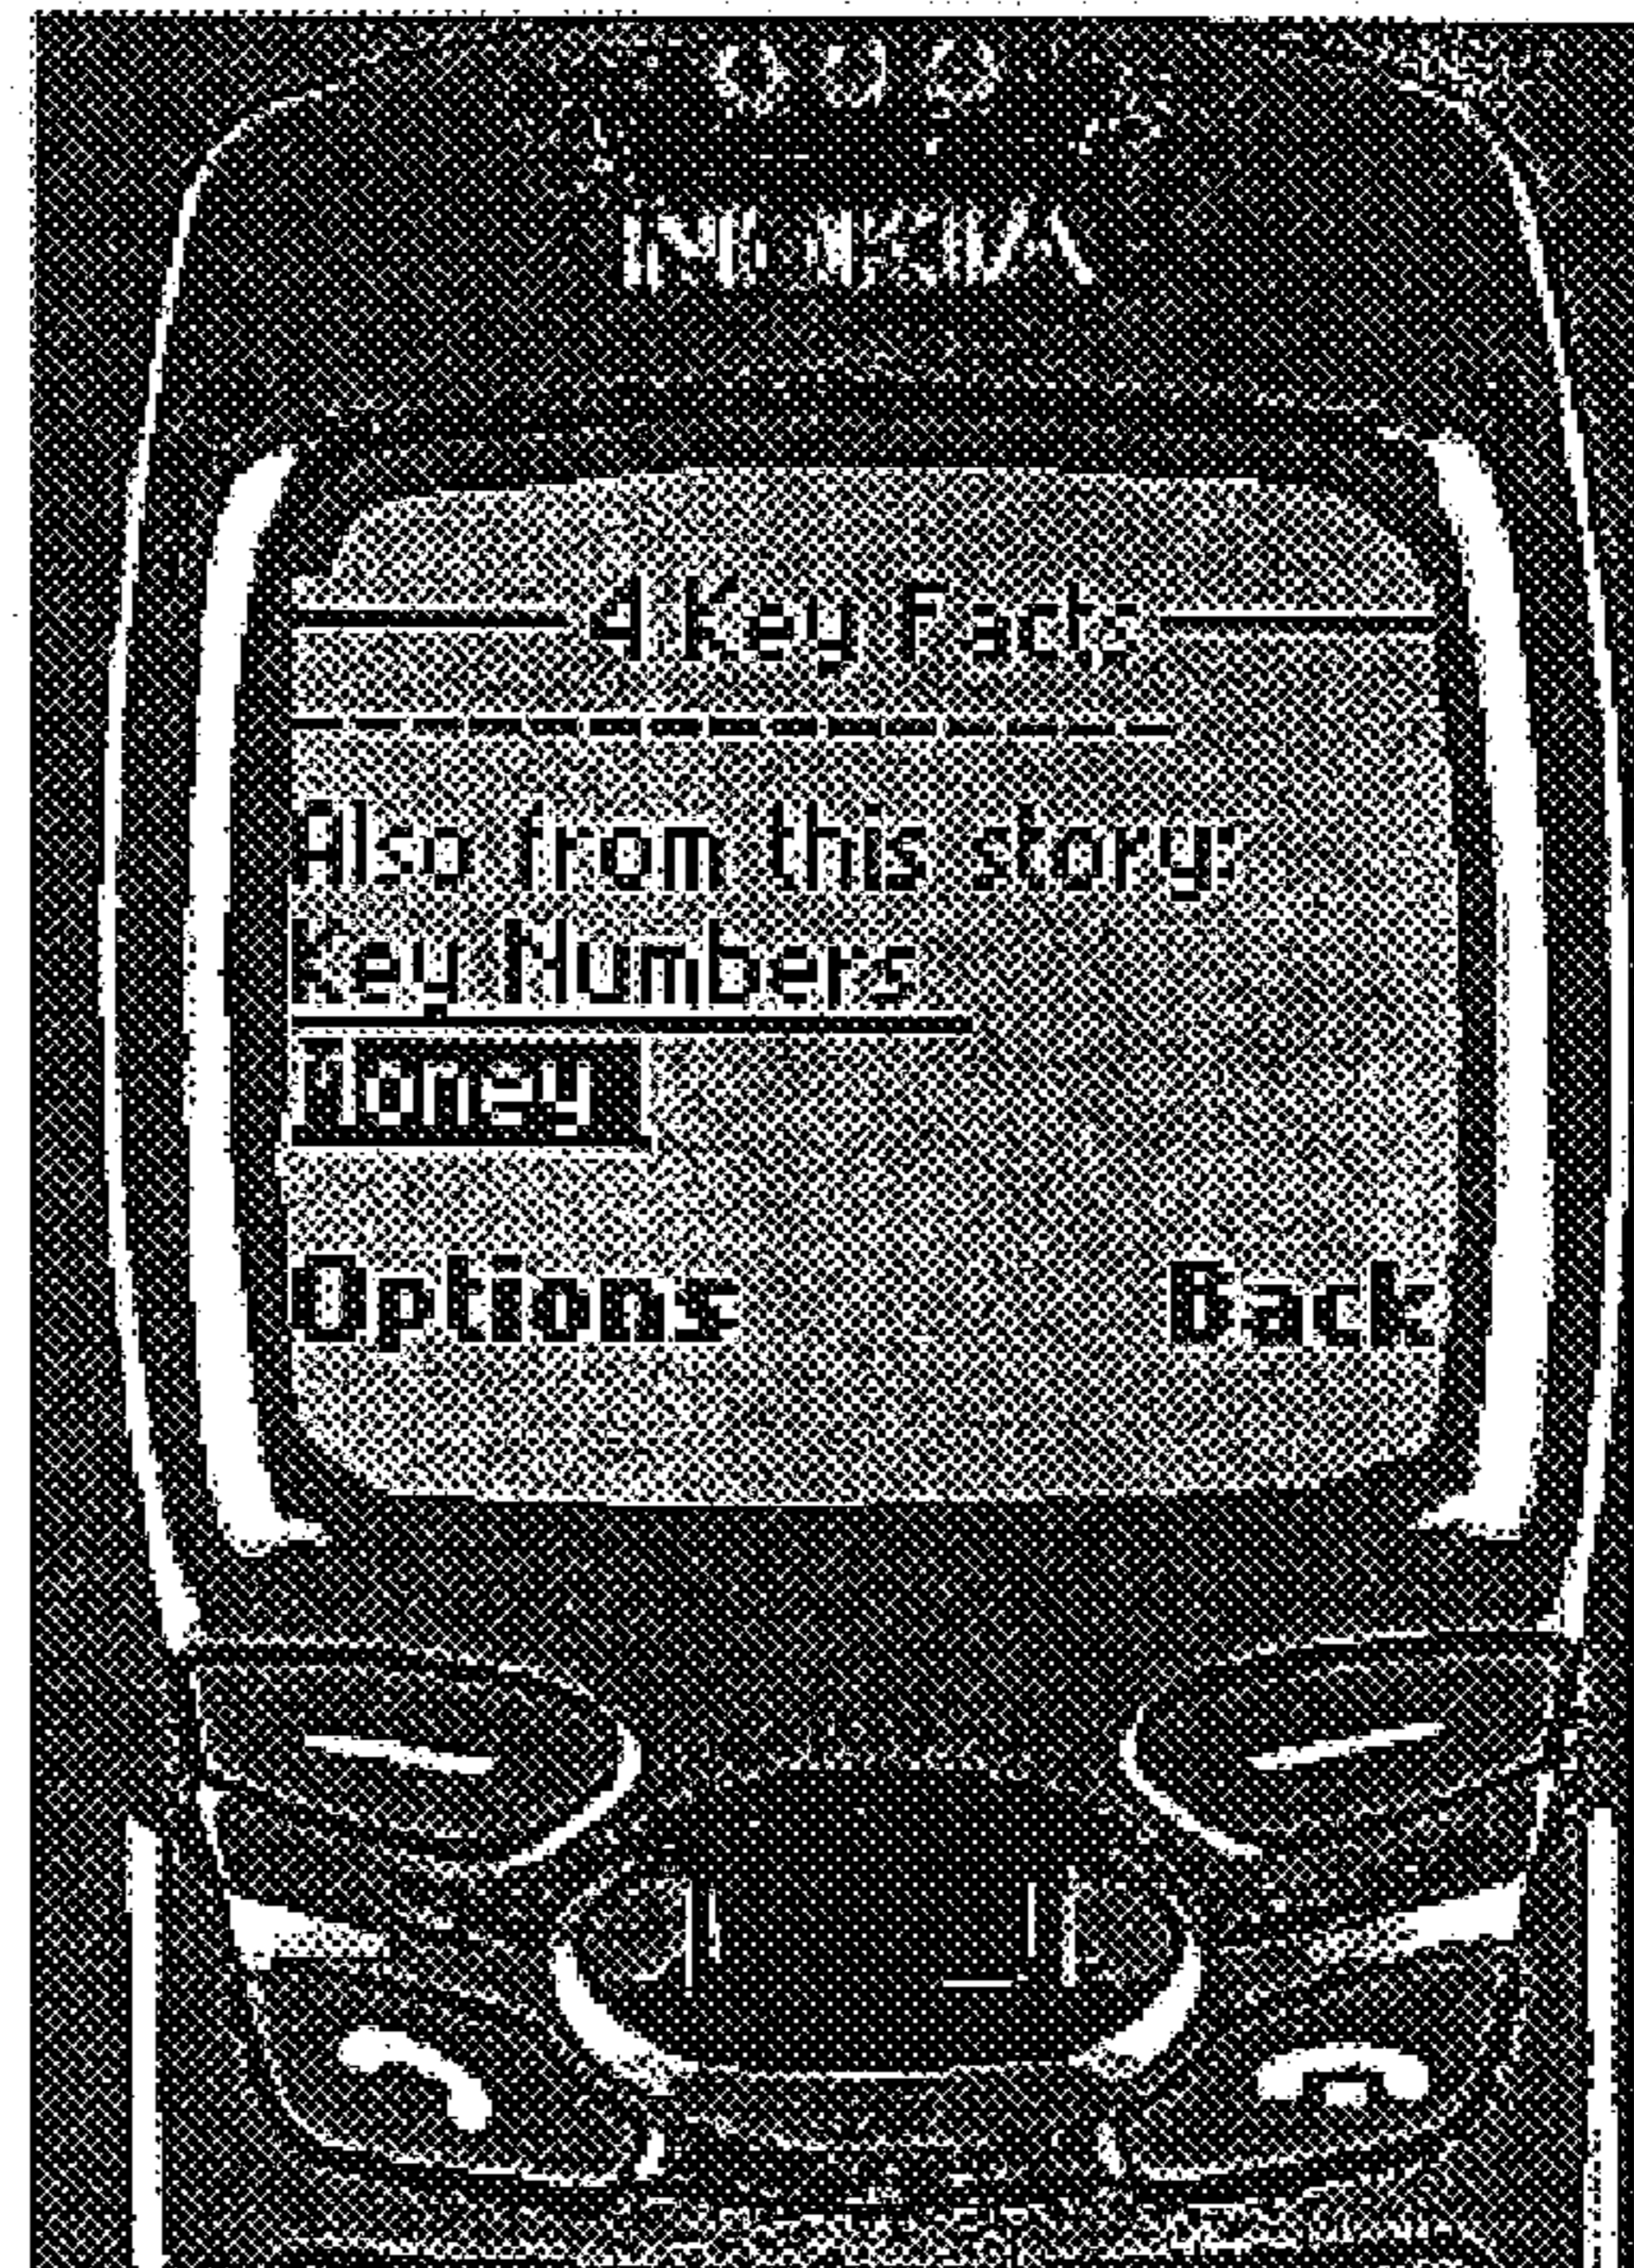 NOKIA
4 Key Facts
Also from this story:
Key Numbers
Money
Options Back